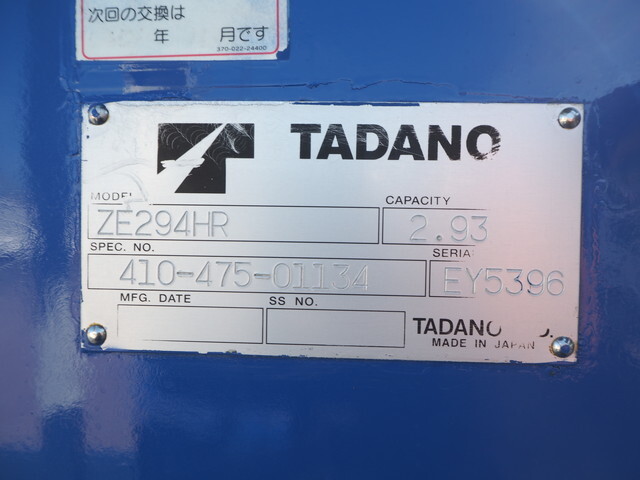 次回の交換は
年 月です
370-022-24400
TADANO
MODEL CAPACITY
ZE294HR 2.93
SPEC. NO. SERIA
410-475-01134 EY5396
MFG. DATE SS NO.
TADANO
MADE IN JAPAN